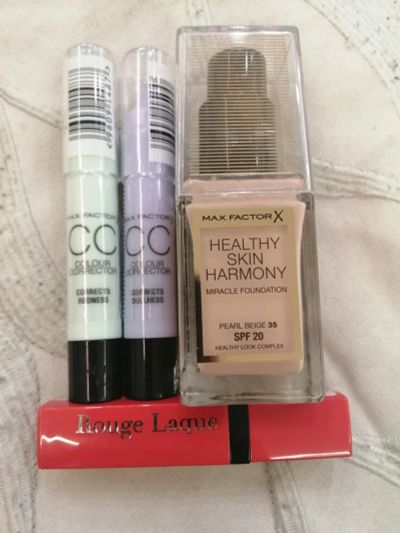 MAX FACTOR
CC
COLOUR
CORRECTOR
CORRECTS
REDNESS
MAX FACTOR
CC
COLOUR
CORRECTOR
CORRECTS
DULLNESS
MAX FACTOR X
HEALTHY
SKIN
HARMONY
MIRACLE FOUNDATION
PEARL BEIGE 35
SPF 20
HEALTHY LOOK COMPLEX
Rouge Laque